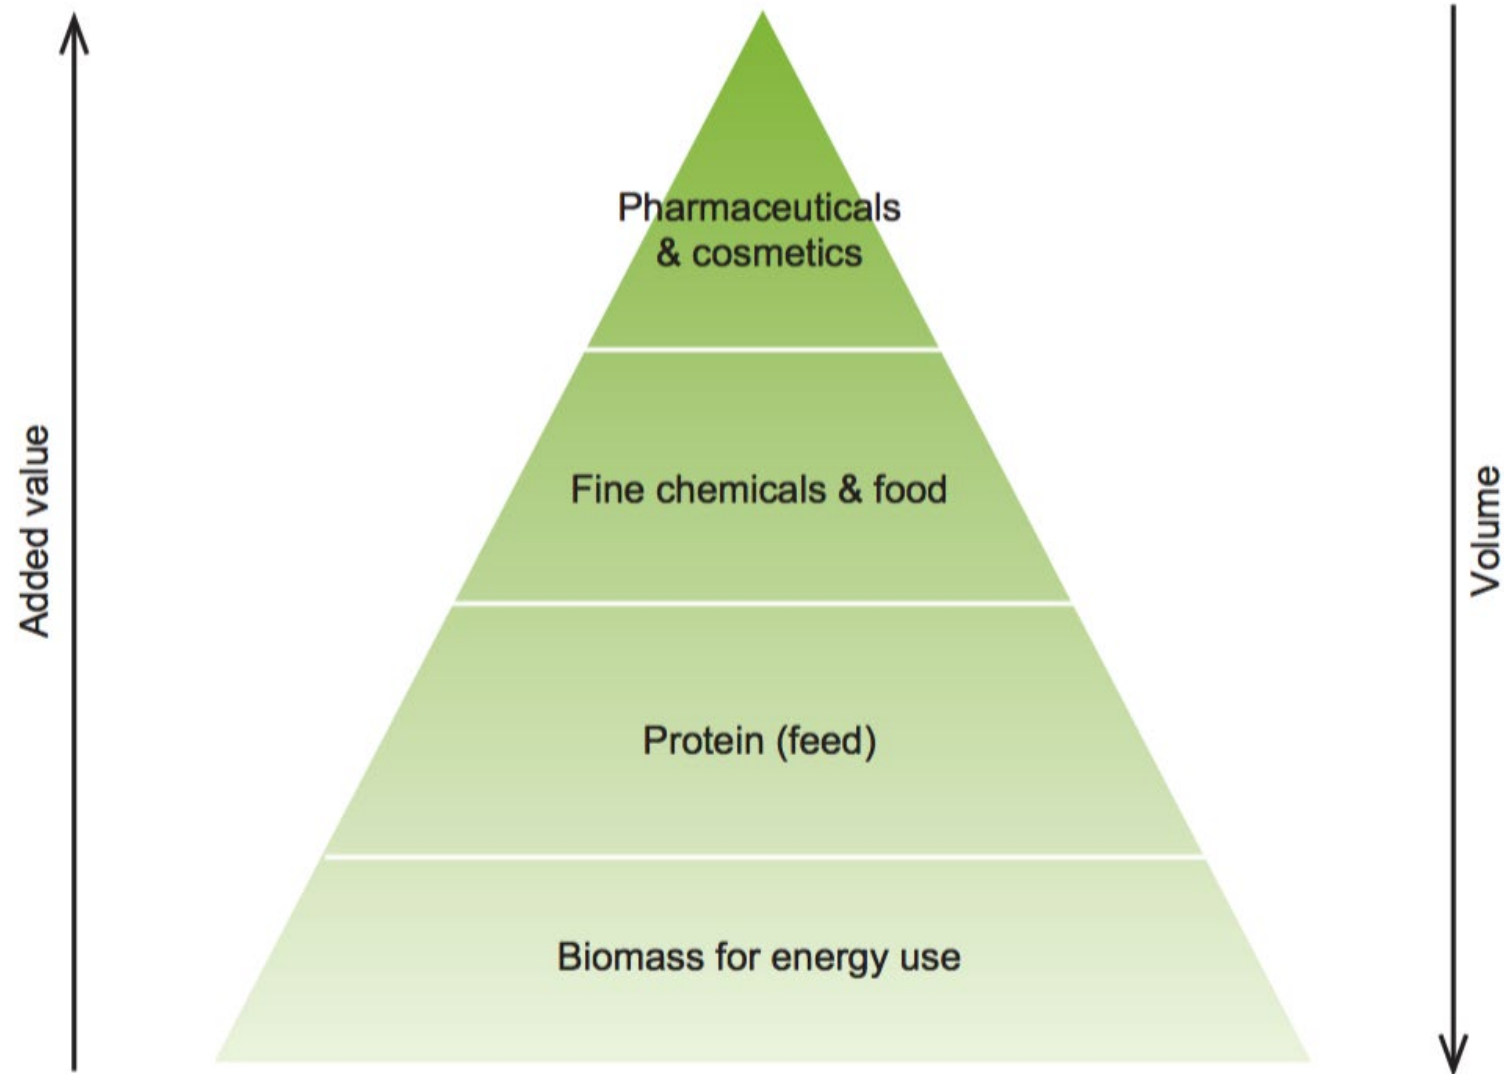 Pharmaceuticals
& cosmetics
Fine chemicals & food
Protein (feed)
Biomass for energy use
Added value
Volume